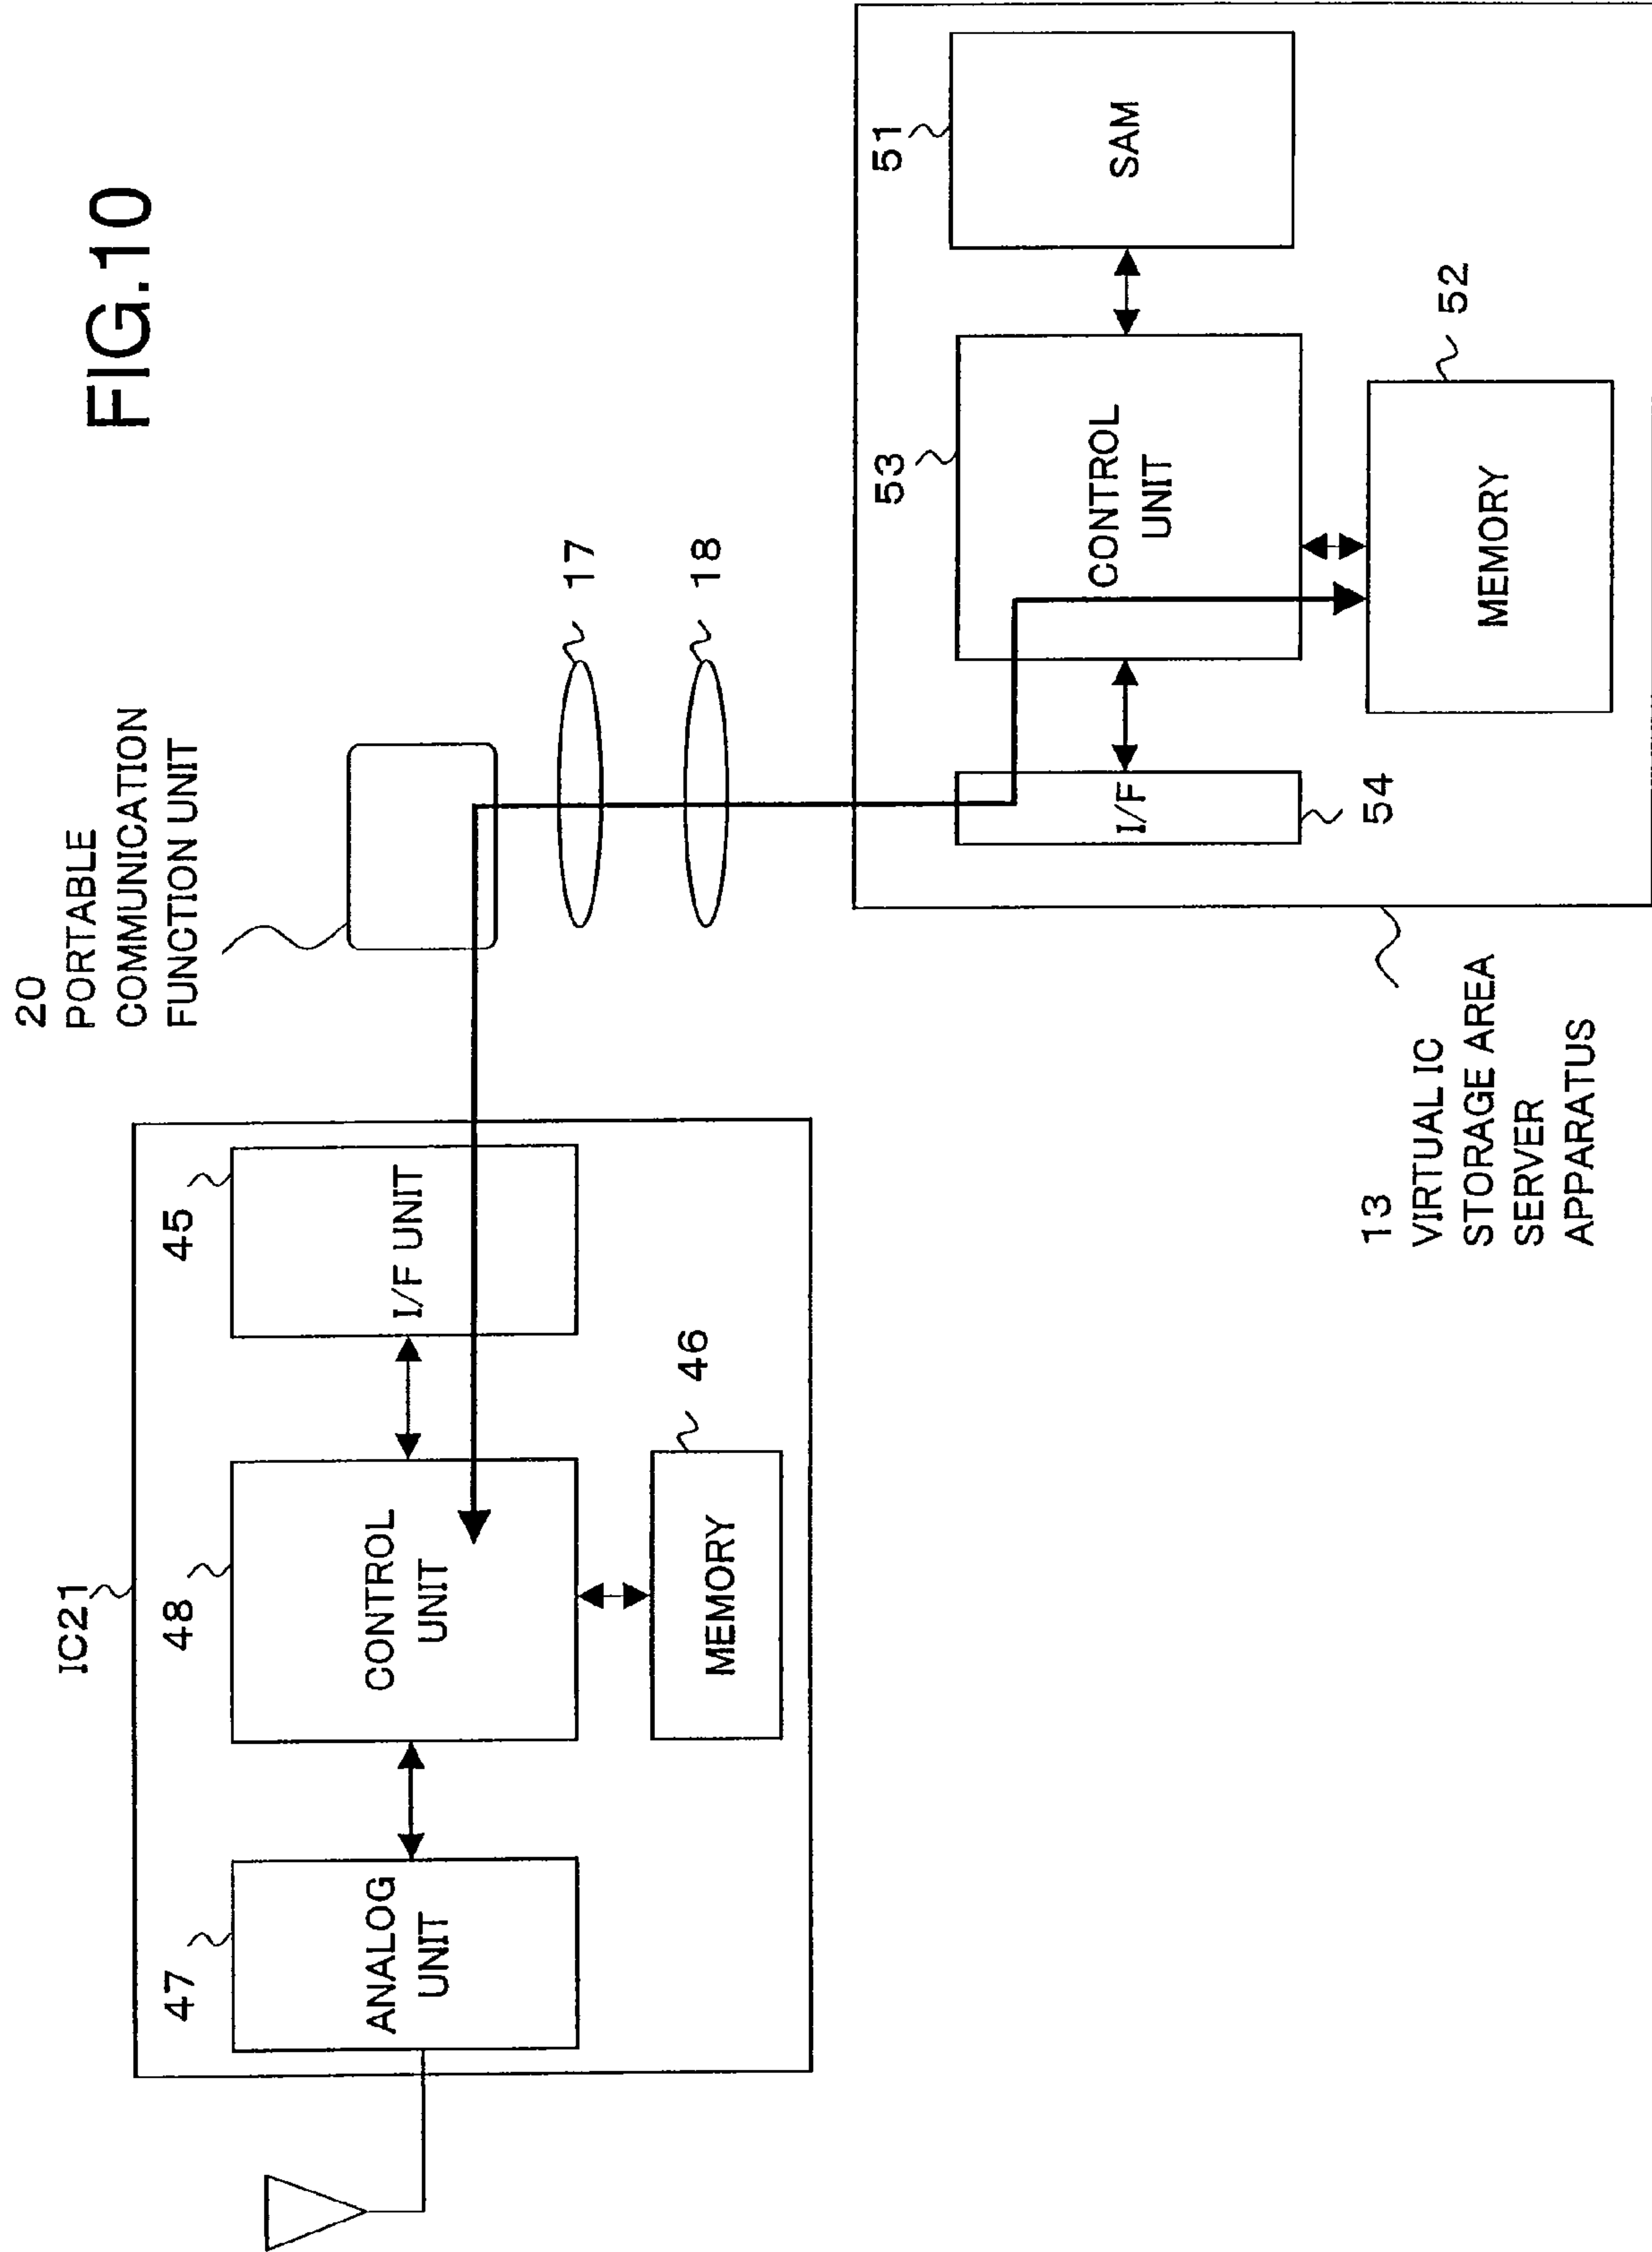 FIG.10
IC21
47
ANALOG
UNIT
48
CONTROL
UNIT
45
I/F UNIT
46
MEMORY
20
PORTABLE
COMMUNICATION
FUNCTION UNIT
17
18
13
VIRTUAL IC
STORAGE AREA
SERVER
APPARATUS
54
I/F
53
CONTROL
UNIT
51
SAM
52
MEMORY